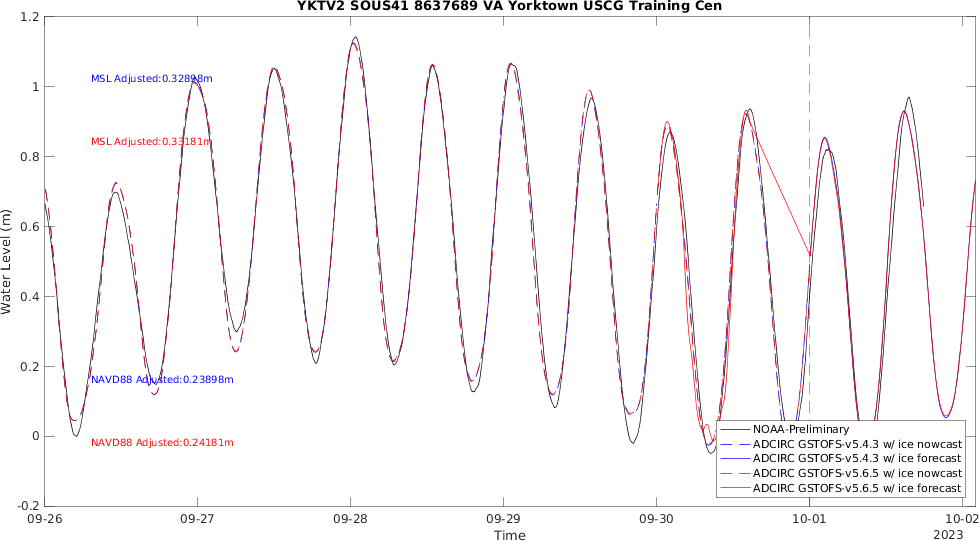 YKTV2 SOUS41 8637689 VA Yorktown USCG Training Cen
1.2
1
0.8
0.6
0.4
0.2
0
-0.2
Water Level (m)
MSL Adjusted:0.32898m
MSL Adjusted:0.33181m
NAVD88 Adjusted:0.23898m
NAVD88 Adjusted:0.24181m
NOAA-Preliminary
ADCIRC GSTOFS-v5.4.3 w/ ice nowcast
ADCIRC GSTOFS-v5.4.3 w/ ice forecast
ADCIRC GSTOFS-v5.6.5 w/ ice nowcast
ADCIRC GSTOFS-v5.6.5 w/ ice forecast
09-26 09-27 09-28 09-29 09-30 10-01 10-02
Time
2023